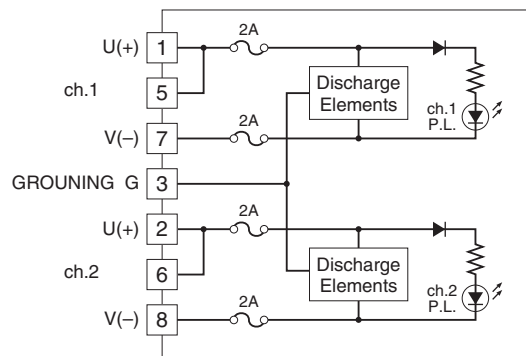 2A
U(+) 1
ch.1 5
Discharge
Elements
ch.1
P.L.
2A
V(−) 7
GROUNING G 3
2A
U(+) 2
ch.2 6
Discharge
Elements
ch.2
P.L.
2A
V(−) 8